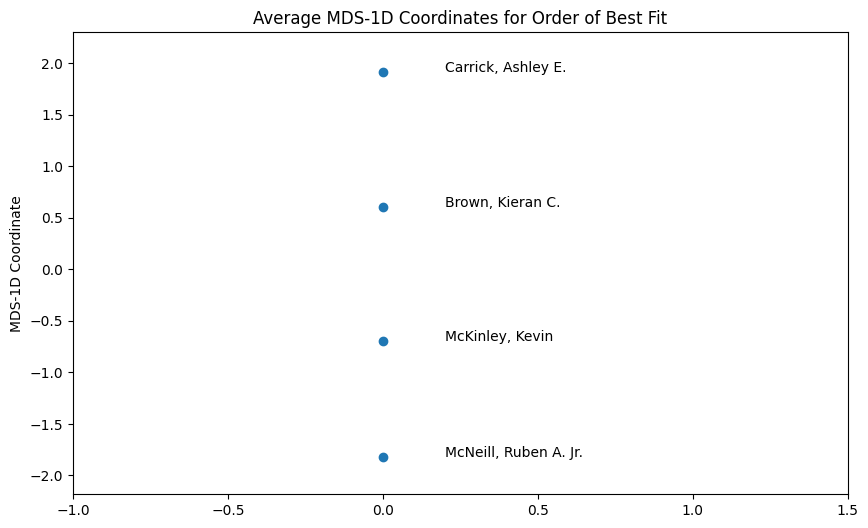 Average MDS-1D Coordinates for Order of Best Fit
MDS-1D Coordinate
2.0
1.5
1.0
0.5
0.0
−0.5
−1.0
−1.5
−2.0
Carrick, Ashley E.
Brown, Kieran C.
McKinley, Kevin
McNeill, Ruben A. Jr.
−1.0 −0.5 0.0 0.5 1.0 1.5